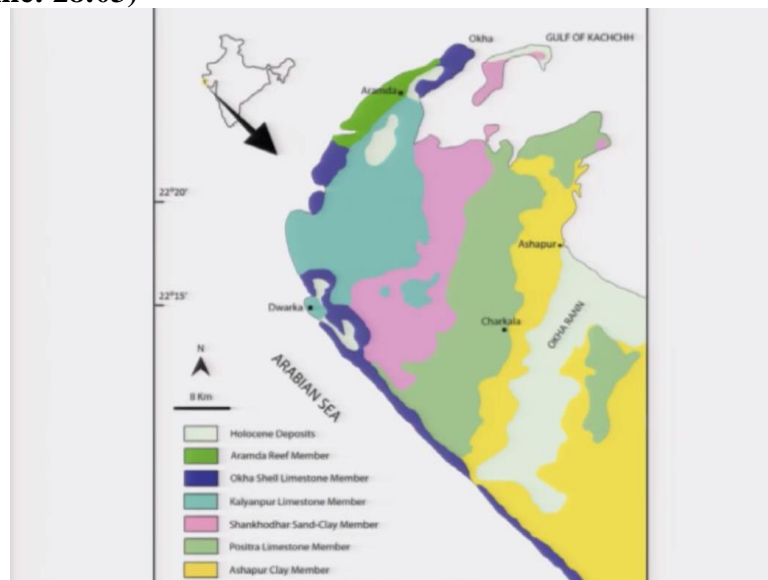 Okha
GULF OF KACHCHH
Aramda
22°20'
Ashapur
22°15'
Dwarka
Charkala
OKHA RANN
N
ARABIAN SEA
8 Km
Holocene Deposits
Aramda Reef Member
Okha Shell Limestone Member
Kalyanpur Limestone Member
Shankhodhar Sand-Clay Member
Positra Limestone Member
Ashapur Clay Member